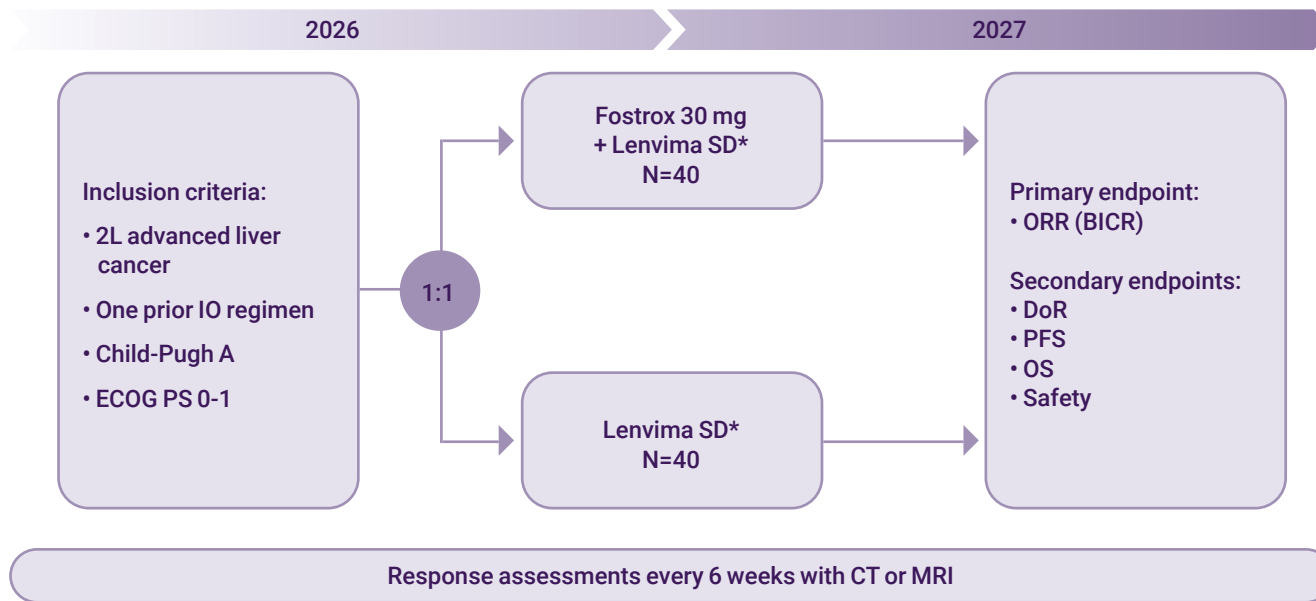 2026
2027
Inclusion criteria:
• 2L advanced liver
cancer
• One prior IO regimen
• Child-Pugh A
• ECOG PS 0-1
1:1
Fostrox 30 mg
+ Lenvima SD*
N=40
Lenvima SD*
N=40
Primary endpoint:
• ORR (BICR)
Secondary endpoints:
• DoR
• PFS
• OS
• Safety
Response assessments every 6 weeks with CT or MRI